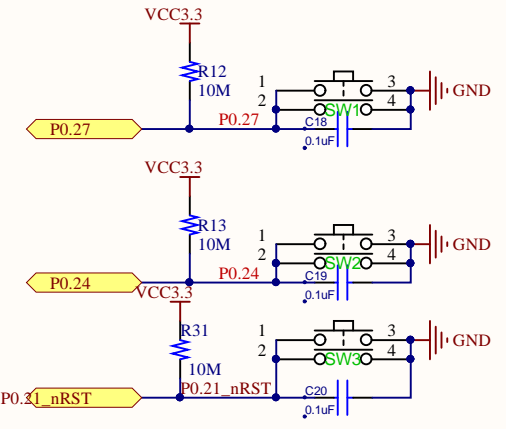 VCC3.3
R12
10M
1
2
3
4
SW1
GND
P0.27
P0.27
C18
0.1uF
VCC3.3
R13
10M
1
2
3
4
SW2
GND
P0.24
P0.24
C19
0.1uF
VCC3.3
R31
10M
1
2
3
4
SW3
GND
P0.21_nRST
P0.21_nRST
C20
0.1uF